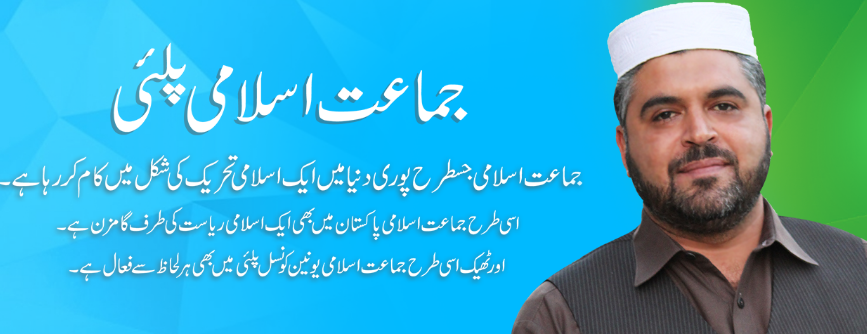 جماعت اسلامی پلئی
جماعت اسلامی جسطرح پوری دنیا میں ایک اسلامی تحریک کی شکل میں کام کر رہا ہے۔
اسی طرح جماعت اسلامی پاکستان میں بھی ایک اسلامی ریاست کی طرف گامزن ہے۔
اور ٹھیک اسی طرح جماعت اسلامی یونین کونسل پلئی میں بھی ہر لحاظ سے فعال ہے۔